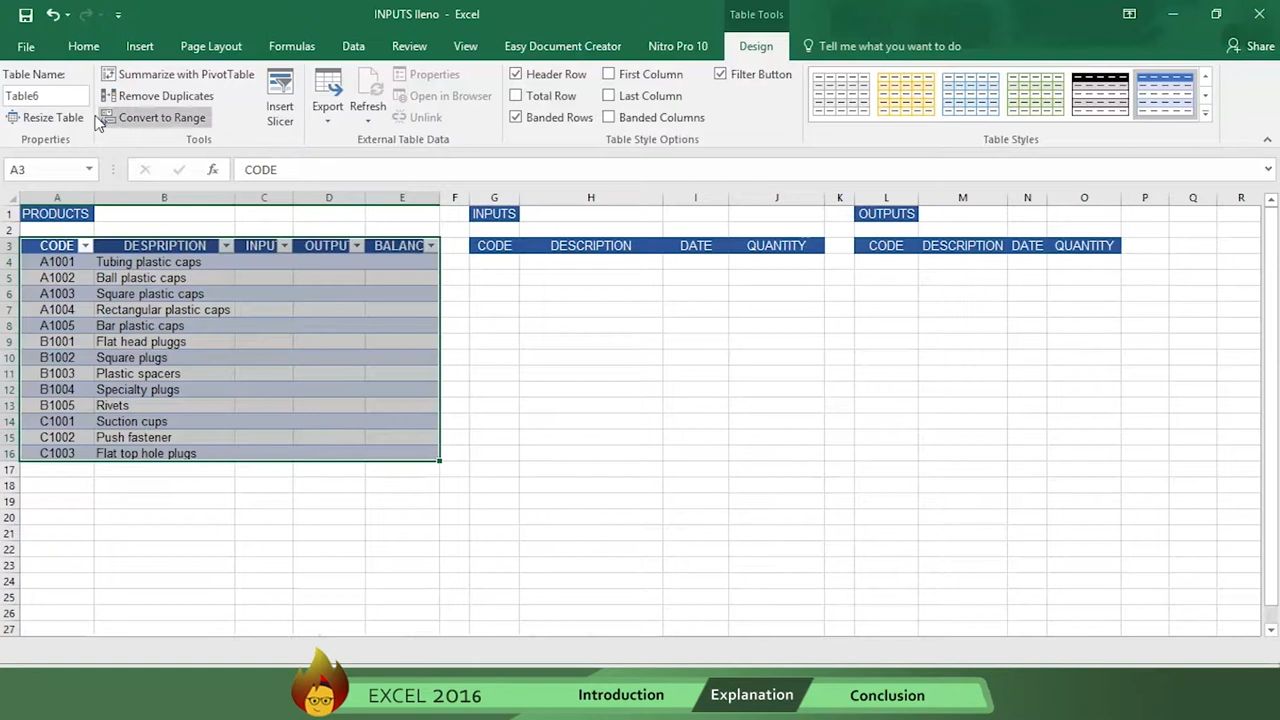 INPUTS lleno - Excel
Table Tools
File Home Insert Page Layout Formulas Data Review View Easy Document Creator Nitro Pro 10 Design Tell me what you want to do Share
Table Name:
Table6
Resize Table
Properties
Summarize with PivotTable
Remove Duplicates
Convert to Range
Tools
Insert Slicer
Export
Refresh
Properties
Open in Browser
Unlink
External Table Data
Header Row First Column Filter Button
Total Row Last Column
Banded Rows Banded Columns
Table Style Options
Table Styles
A3 fx CODE
A B C D E F G H I J K L M N O P Q R
1 PRODUCTS INPUTS OUTPUTS
2
3 CODE DESPRIPTION INPU OUTPU BALANC CODE DESCRIPTION DATE QUANTITY CODE DESCRIPTION DATE QUANTITY
4 A1001 Tubing plastic caps
5 A1002 Ball plastic caps
6 A1003 Square plastic caps
7 A1004 Rectangular plastic caps
8 A1005 Bar plastic caps
9 B1001 Flat head pluggs
10 B1002 Square plugs
11 B1003 Plastic spacers
12 B1004 Specialty plugs
13 B1005 Rivets
14 C1001 Suction cups
15 C1002 Push fastener
16 C1003 Flat top hole plugs
17
18
19
20
21
22
23
24
25
26
27
EXCEL 2016 Introduction Explanation Conclusion